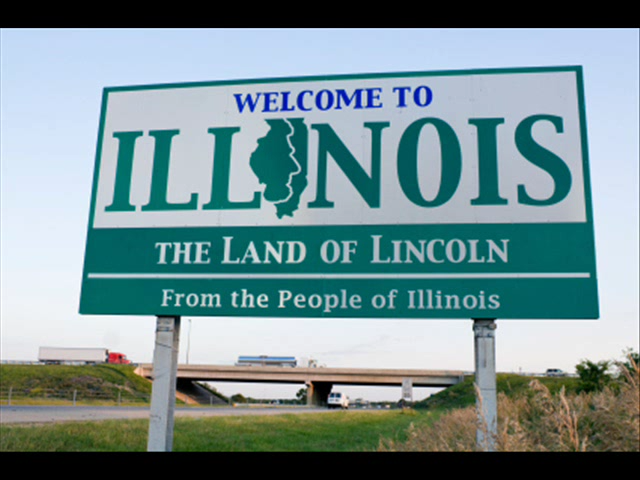 WELCOME TO
ILLINOIS
THE LAND OF LINCOLN
From the People of Illinois